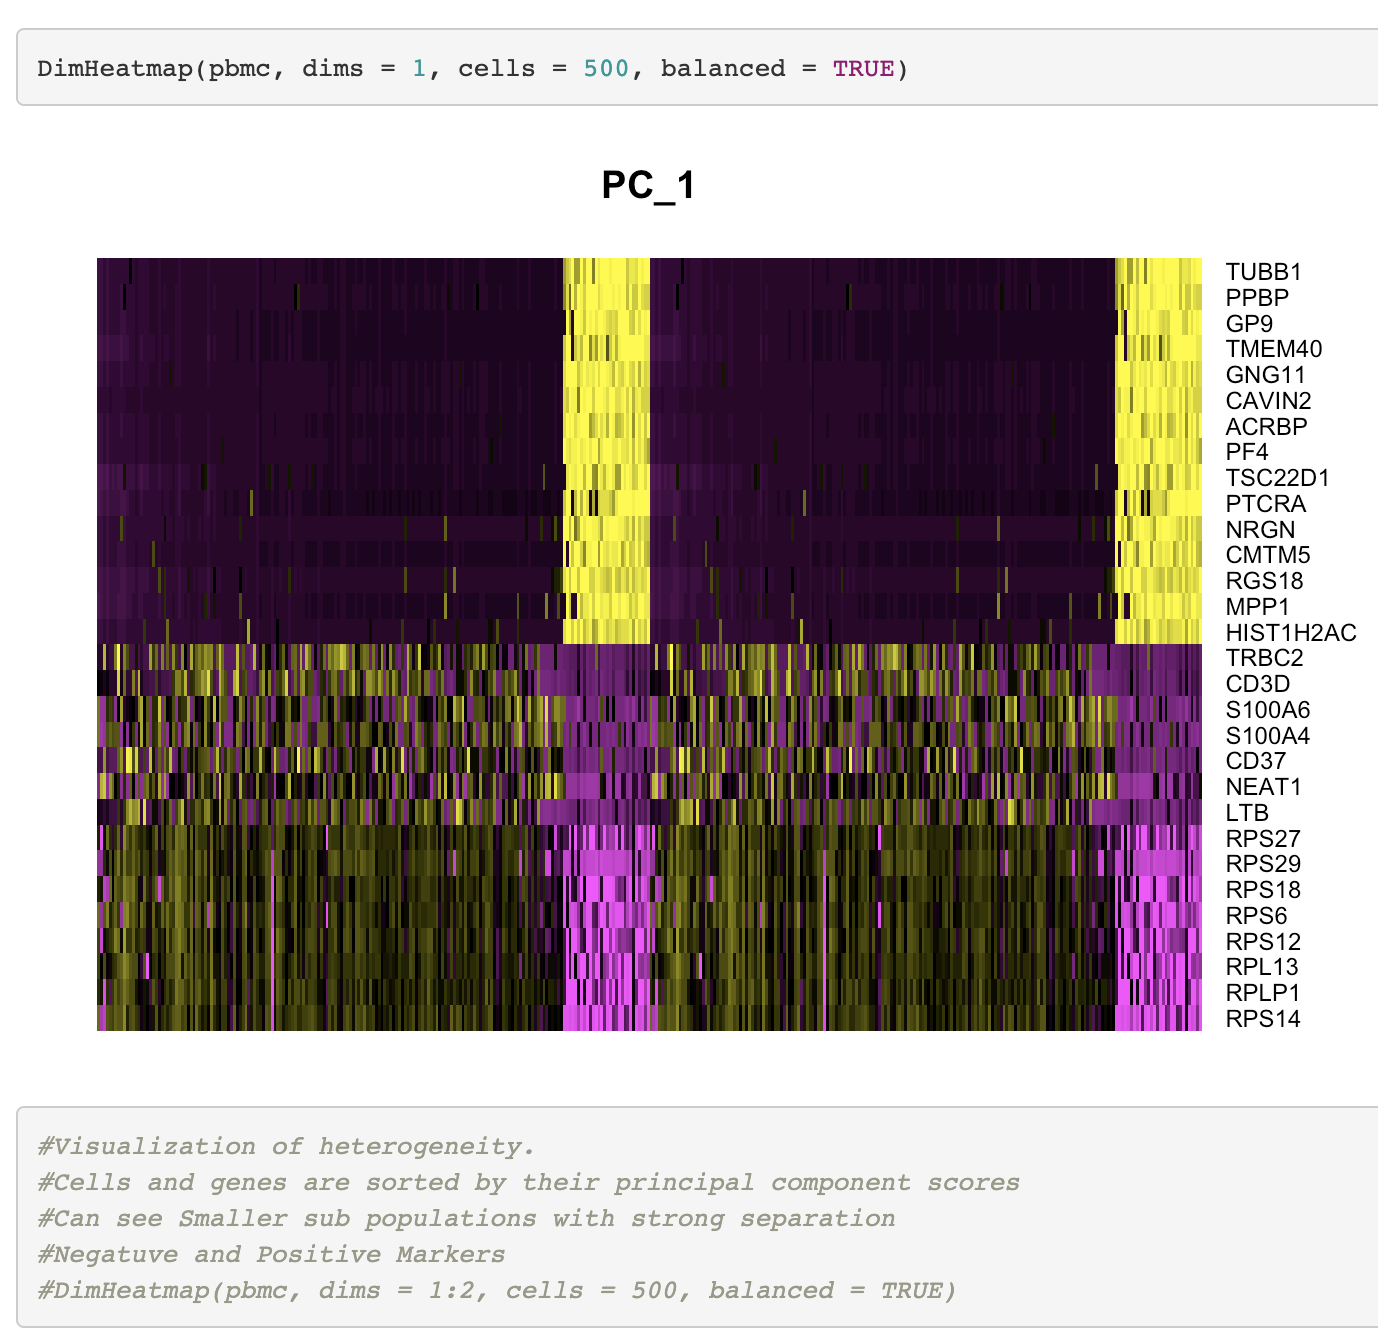 DimHeatmap(pbmc, dims = 1, cells = 500, balanced = TRUE)
PC_1
TUBB1
PPBP
GP9
TMEM40
GNG11
CAVIN2
ACRBP
PF4
TSC22D1
PTCRA
NRGN
CMTM5
RGS18
MPP1
HIST1H2AC
TRBC2
CD3D
S100A6
S100A4
CD37
NEAT1
LTB
RPS27
RPS29
RPS18
RPS6
RPS12
RPL13
RPLP1
RPS14
#Visualization of heterogeneity.
#Cells and genes are sorted by their principal component scores
#Can see Smaller sub populations with strong separation
#Negatuve and Positive Markers
#DimHeatmap(pbmc, dims = 1:2, cells = 500, balanced = TRUE)